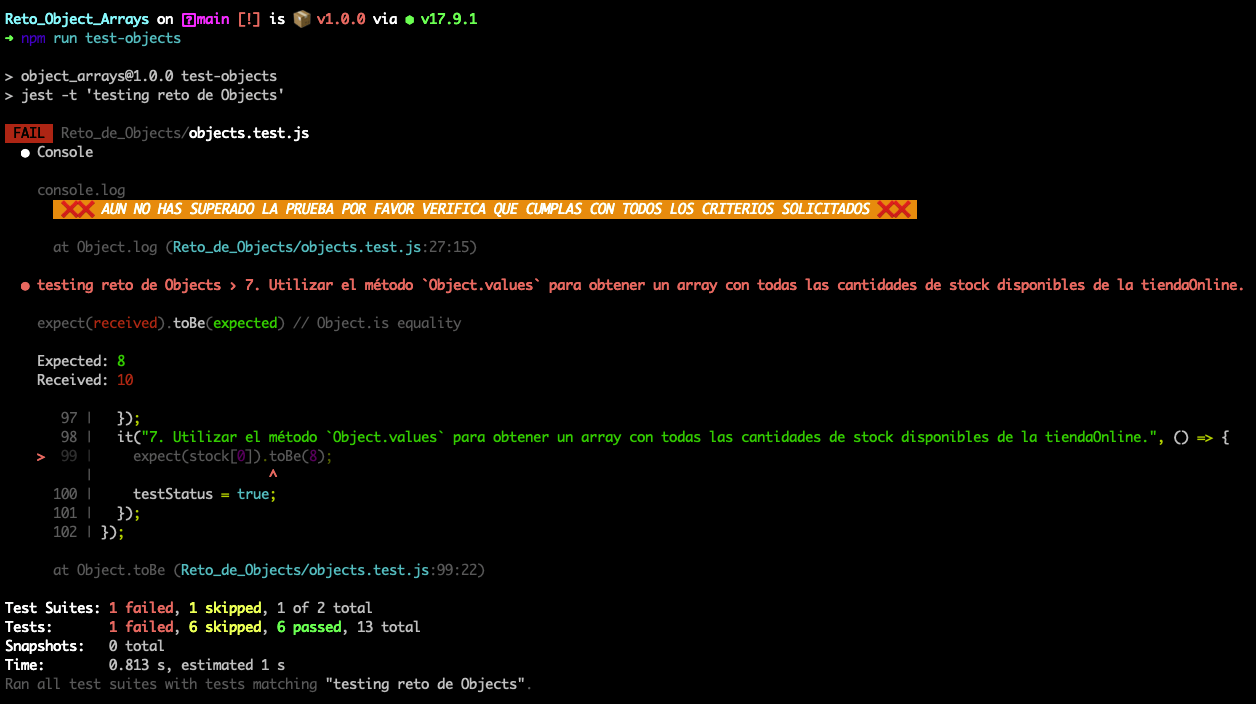 Reto_Object_Arrays on main [!] is 📦 v1.0.0 via ⬢ v17.9.1
➜ npm run test-objects
> object_arrays@1.0.0 test-objects
> jest -t 'testing reto de Objects'
FAIL Reto_de_Objects/objects.test.js
● Console
console.log
❌❌ AUN NO HAS SUPERADO LA PRUEBA POR FAVOR VERIFICA QUE CUMPLAS CON TODOS LOS CRITERIOS SOLICITADOS ❌❌
at Object.log (Reto_de_Objects/objects.test.js:27:15)
● testing reto de Objects › 7. Utilizar el método `Object.values` para obtener un array con todas las cantidades de stock disponibles de la tiendaOnline.
expect(received).toBe(expected) // Object.is equality
Expected: 8
Received: 10
97 | });
98 | it("7. Utilizar el método `Object.values` para obtener un array con todas las cantidades de stock disponibles de la tiendaOnline.", () => {
> 99 | expect(stock[0]).toBe(8);
| ^
100 | testStatus = true;
101 | });
102 | });
at Object.toBe (Reto_de_Objects/objects.test.js:99:22)
Test Suites: 1 failed, 1 skipped, 1 of 2 total
Tests: 1 failed, 6 skipped, 6 passed, 13 total
Snapshots: 0 total
Time: 0.813 s, estimated 1 s
Ran all test suites with tests matching "testing reto de Objects".